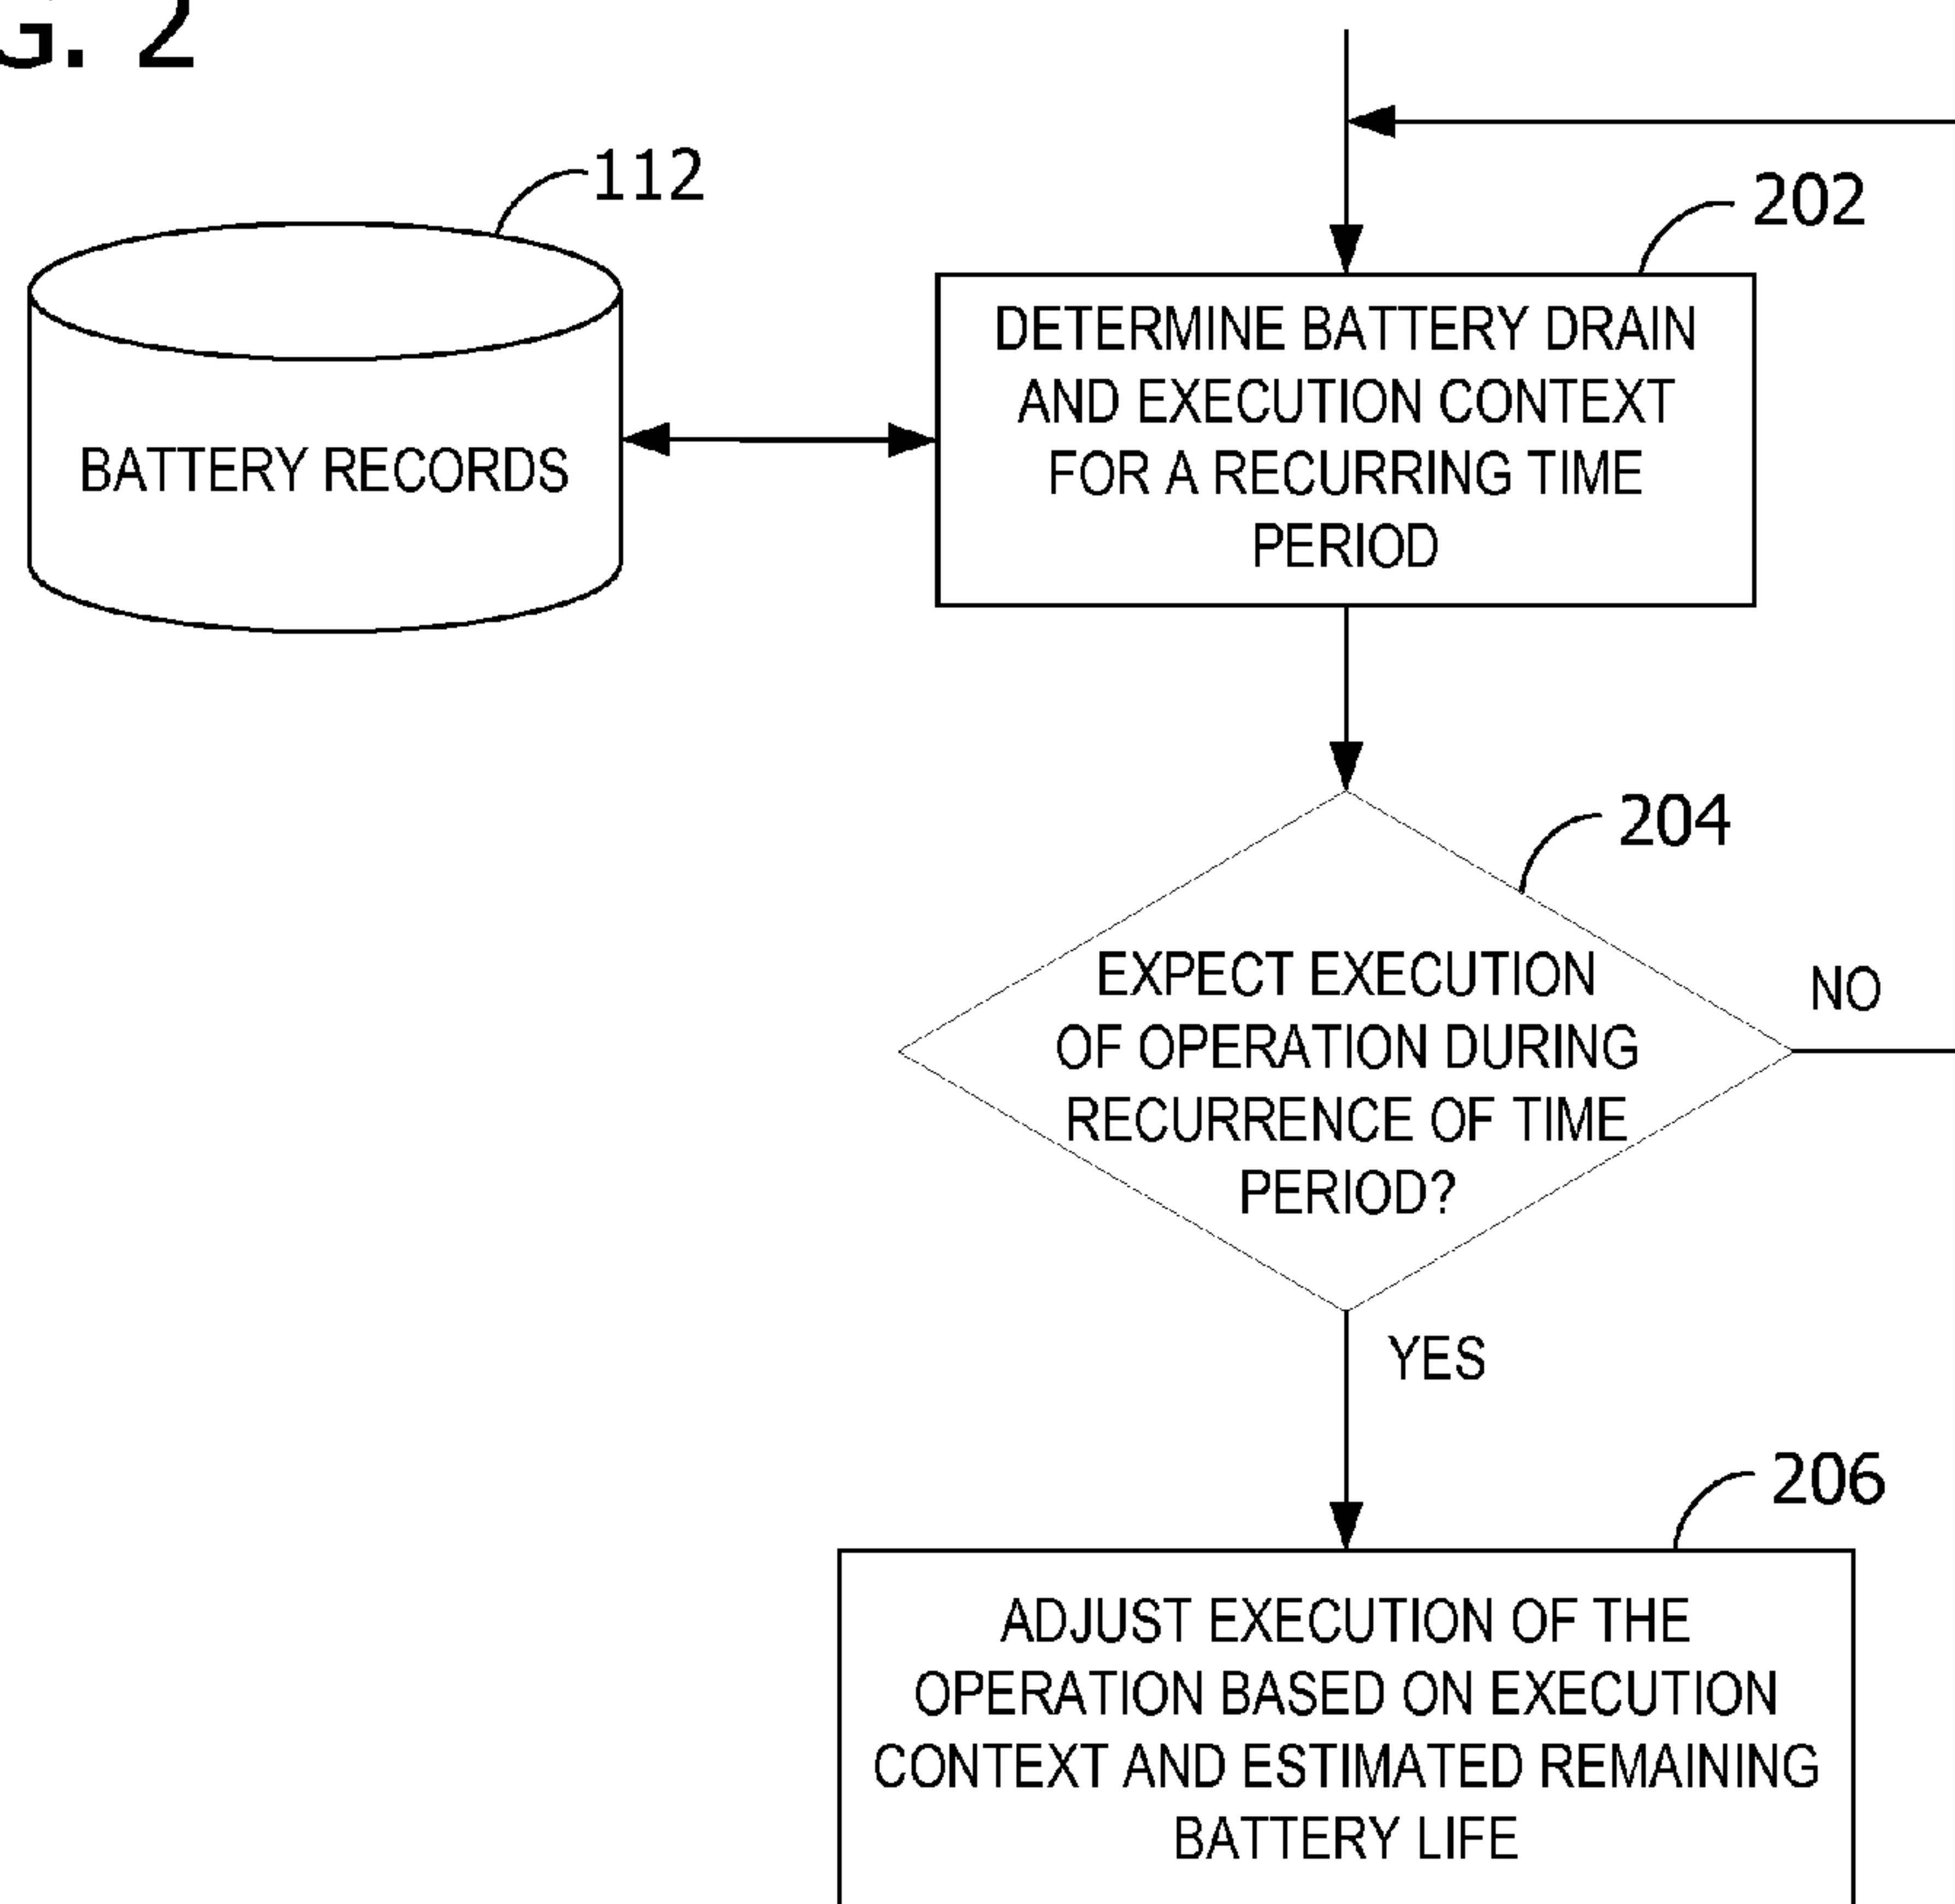 G. 2
112
202
DETERMINE BATTERY DRAIN
AND EXECUTION CONTEXT
FOR A RECURRING TIME
PERIOD
BATTERY RECORDS
204
EXPECT EXECUTION
OF OPERATION DURING
RECURRENCE OF TIME
PERIOD?
NO
YES
206
ADJUST EXECUTION OF THE
OPERATION BASED ON EXECUTION
CONTEXT AND ESTIMATED REMAINING
BATTERY LIFE